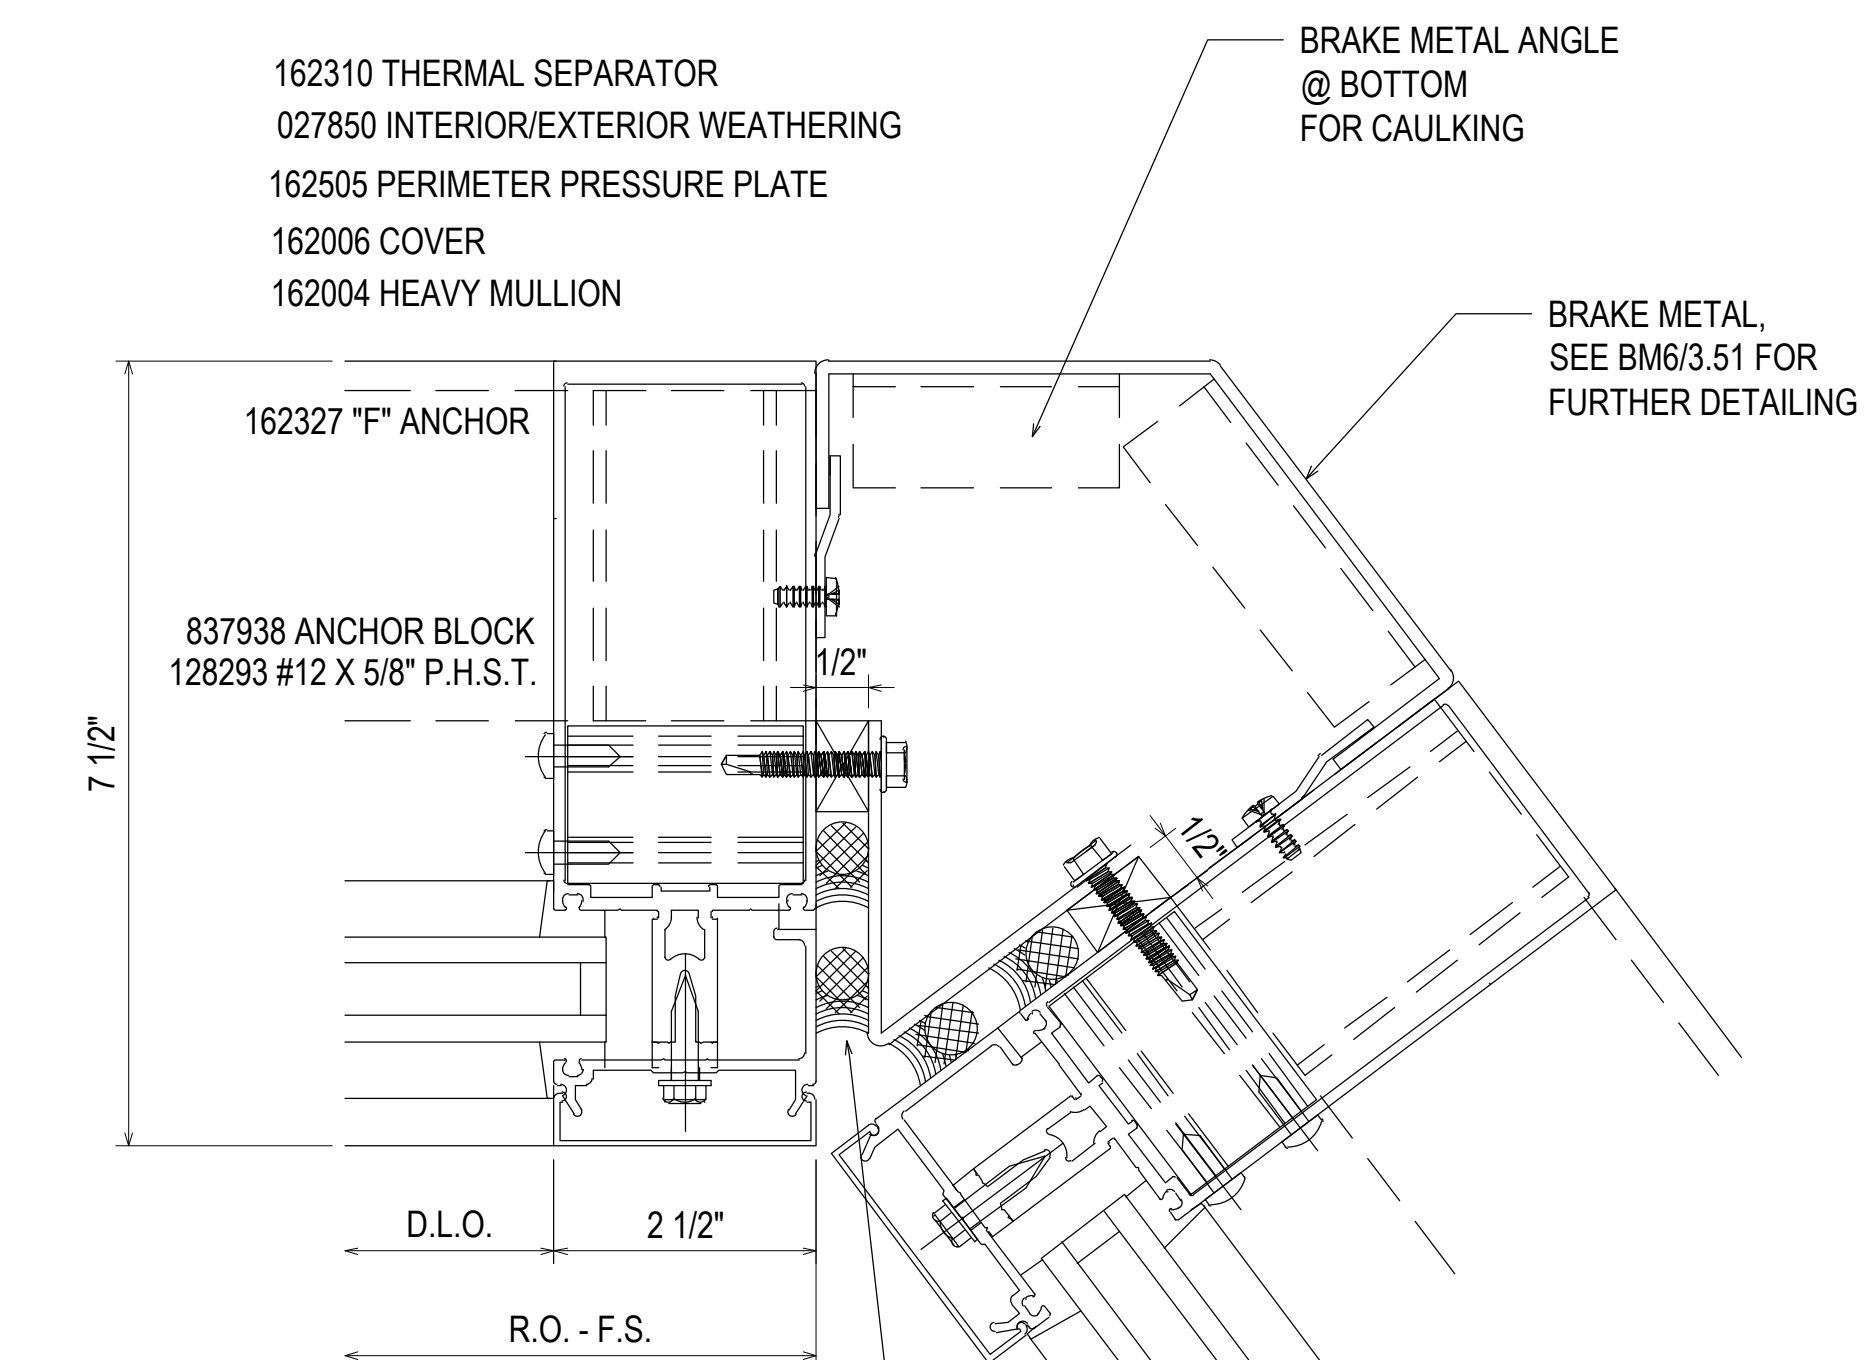 162310 THERMAL SEPARATOR
027850 INTERIOR/EXTERIOR WEATHERING
162505 PERIMETER PRESSURE PLATE
162006 COVER
162004 HEAVY MULLION
BRAKE METAL ANGLE
@ BOTTOM
FOR CAULKING
BRAKE METAL,
SEE BM6/3.51 FOR
FURTHER DETAILING
162327 "F" ANCHOR
837938 ANCHOR BLOCK
128293 #12 X 5/8" P.H.S.T.
1/2"
7 1/2"
1/2"
D.L.O.
2 1/2"
R.O. - F.S.